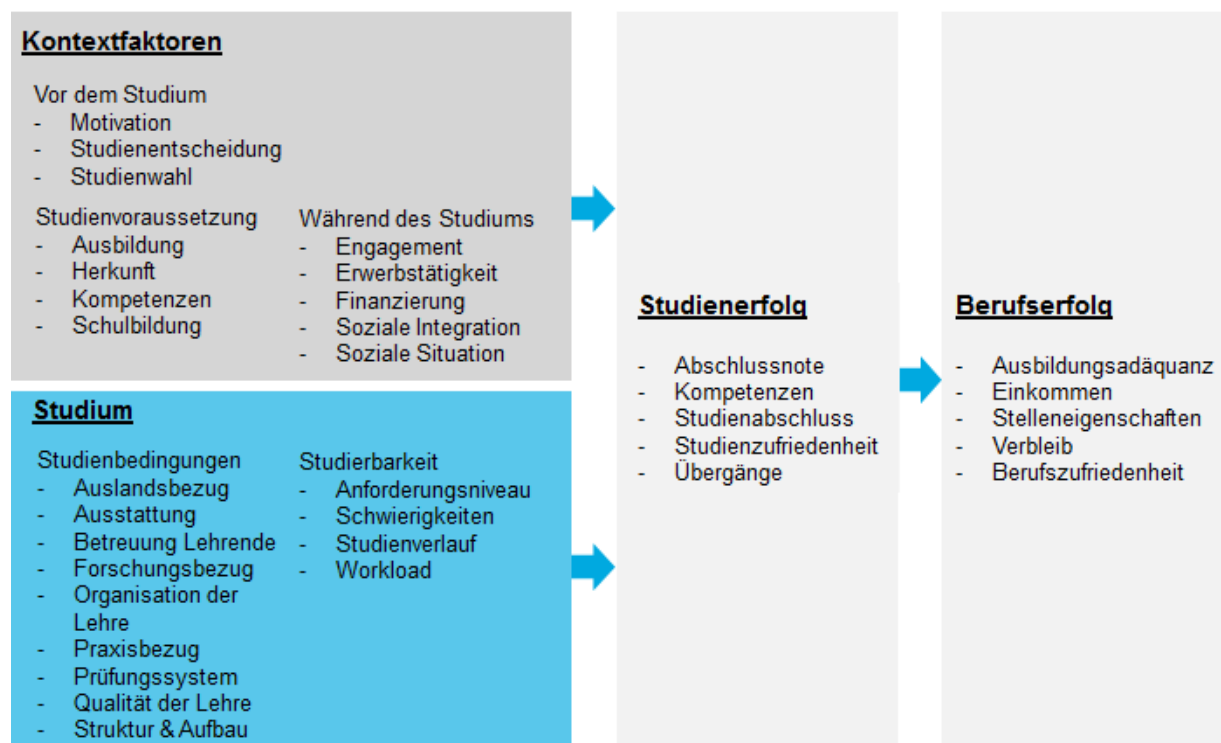 Kontextfaktoren
Vor dem Studium
- Motivation
- Studienentscheidung
- Studienwahl
Studienvoraussetzung
- Ausbildung
- Herkunft
- Kompetenzen
- Schulbildung
Während des Studiums
- Engagement
- Erwerbstätigkeit
- Finanzierung
- Soziale Integration
- Soziale Situation
Studium
Studienbedingungen
- Auslandsbezug
- Ausstattung
- Betreuung Lehrende
- Forschungsbezug
- Organisation der
Lehre
- Praxisbezug
- Prüfungssystem
- Qualität der Lehre
- Struktur & Aufbau
Studierbarkeit
- Anforderungsniveau
- Schwierigkeiten
- Studienverlauf
- Workload
Studienerfolg
- Abschlussnote
- Kompetenzen
- Studienabschluss
- Studienzufriedenheit
- Übergänge
Berufserfolg
- Ausbildungsadäquanz
- Einkommen
- Stelleneigenschaften
- Verbleib
- Berufszufriedenheit